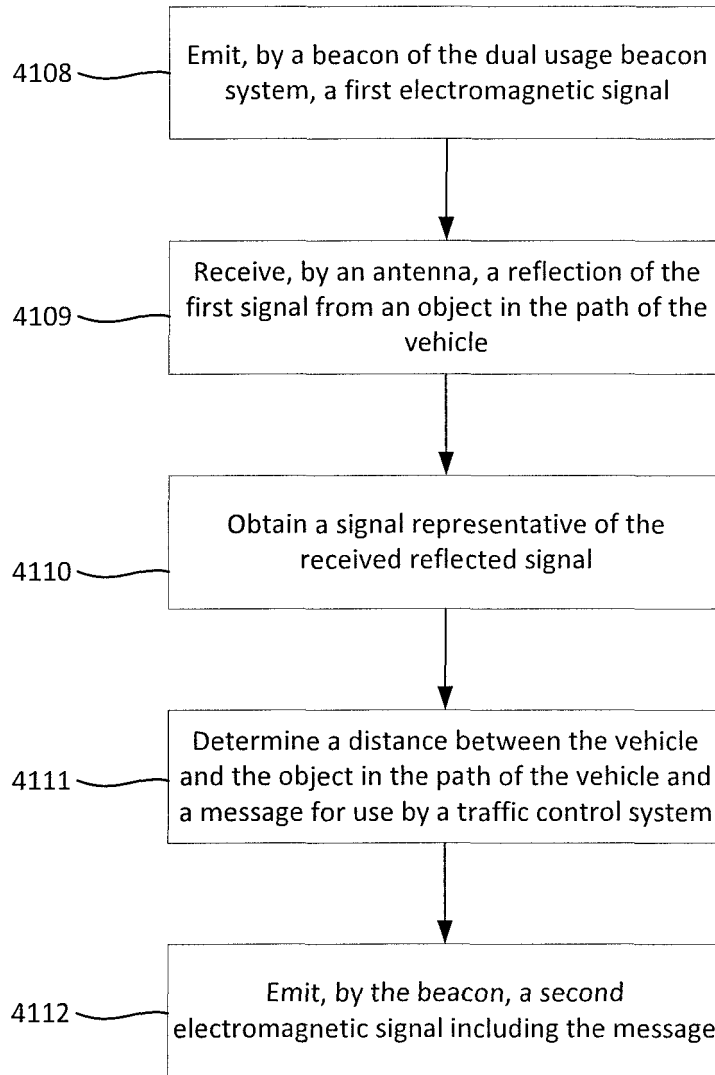 4108
Emit, by a beacon of the dual usage beacon
system, a first electromagnetic signal
4109
Receive, by an antenna, a reflection of the
first signal from an object in the path of the
vehicle
4110
Obtain a signal representative of the
received reflected signal
4111
Determine a distance between the vehicle
and the object in the path of the vehicle and
a message for use by a traffic control system
4112
Emit, by the beacon, a second
electromagnetic signal including the message